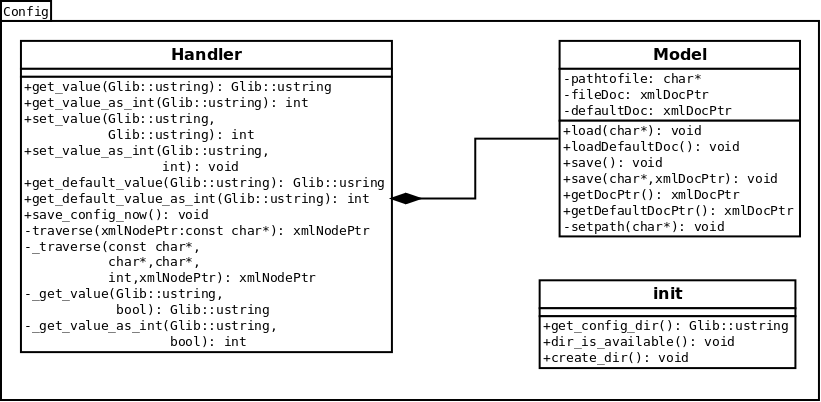 Config
Handler
+get_value(Glib::ustring): Glib::ustring
+get_value_as_int(Glib::ustring): int
+set_value(Glib::ustring,
Glib::ustring): int
+set_value_as_int(Glib::ustring,
int): void
+get_default_value(Glib::ustring): Glib::usring
+get_default_value_as_int(Glib::ustring): int
+save_config_now(): void
-traverse(xmlNodePtr:const char*): xmlNodePtr
-_traverse(const char*,
char*,char*,
int,xmlNodePtr): xmlNodePtr
-_get_value(Glib::ustring,
bool): Glib::ustring
-_get_value_as_int(Glib::ustring,
bool): int
Model
-pathtofile: char*
-fileDoc: xmlDocPtr
-defaultDoc: xmlDocPtr
+load(char*): void
+loadDefaultDoc(): void
+save(): void
+save(char*,xmlDocPtr): void
+getDocPtr(): xmlDocPtr
+getDefaultDocPtr(): xmlDocPtr
-setpath(char*): void
init
+get_config_dir(): Glib::ustring
+dir_is_available(): void
+create_dir(): void